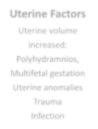 Uterine Factors
Uterine volume
increased:
Polyhydramnios,
Multifetal gestation
Uterine anomalies
Trauma
Infection